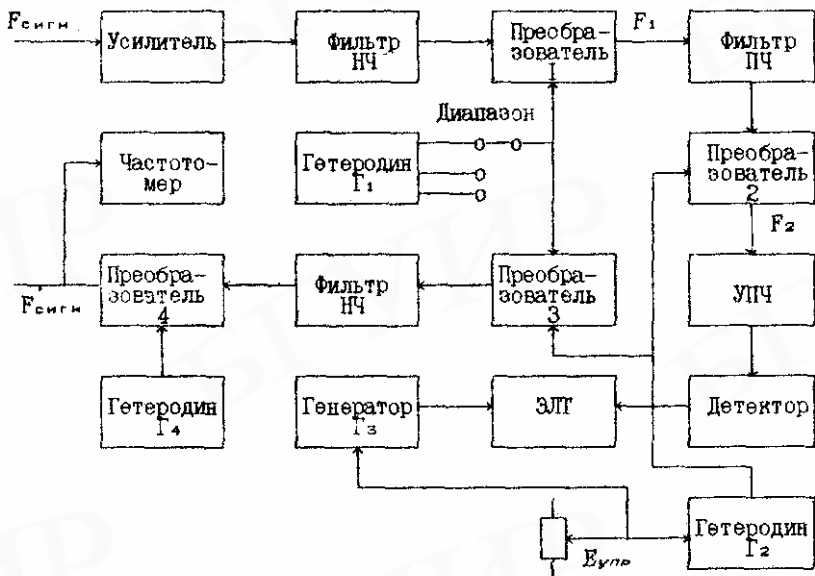 Fсигн
Усилитель
Фильтр
НЧ
Преобра-
зователь
1
F₁
Фильтр
ПЧ
Диапазон
Частото-
мер
Гетеродин
Г₁
Преобра-
зователь
2
F₂
Fсигн
Преобра-
зователь
4
Фильтр
НЧ
Преобра-
зователь
3
УПЧ
Гетеродин
Г₄
Генератор
Г₃
ЭЛТ
Детектор
Eупр
Гетеродин
Г₂
БГУИР